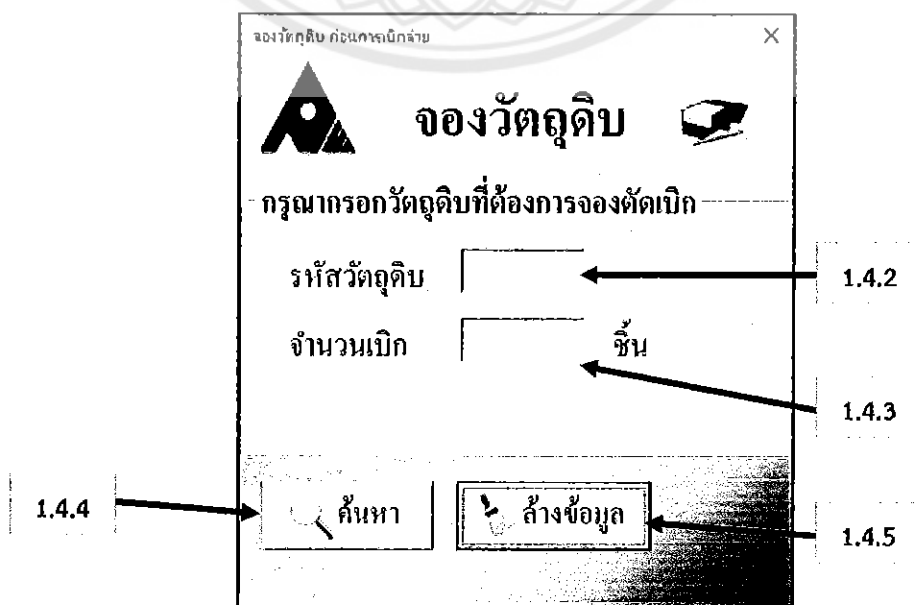 จองวัตถุดิบ ก่อนการเบิกจ่าย
จองวัตถุดิบ
กรุณากรอกวัตถุดิบที่ต้องการจองตัดเบิก
รหัสวัตถุดิบ
1.4.2
จำนวนเบิก ชิ้น
1.4.3
1.4.4
ค้นหา
ล้างข้อมูล
1.4.5